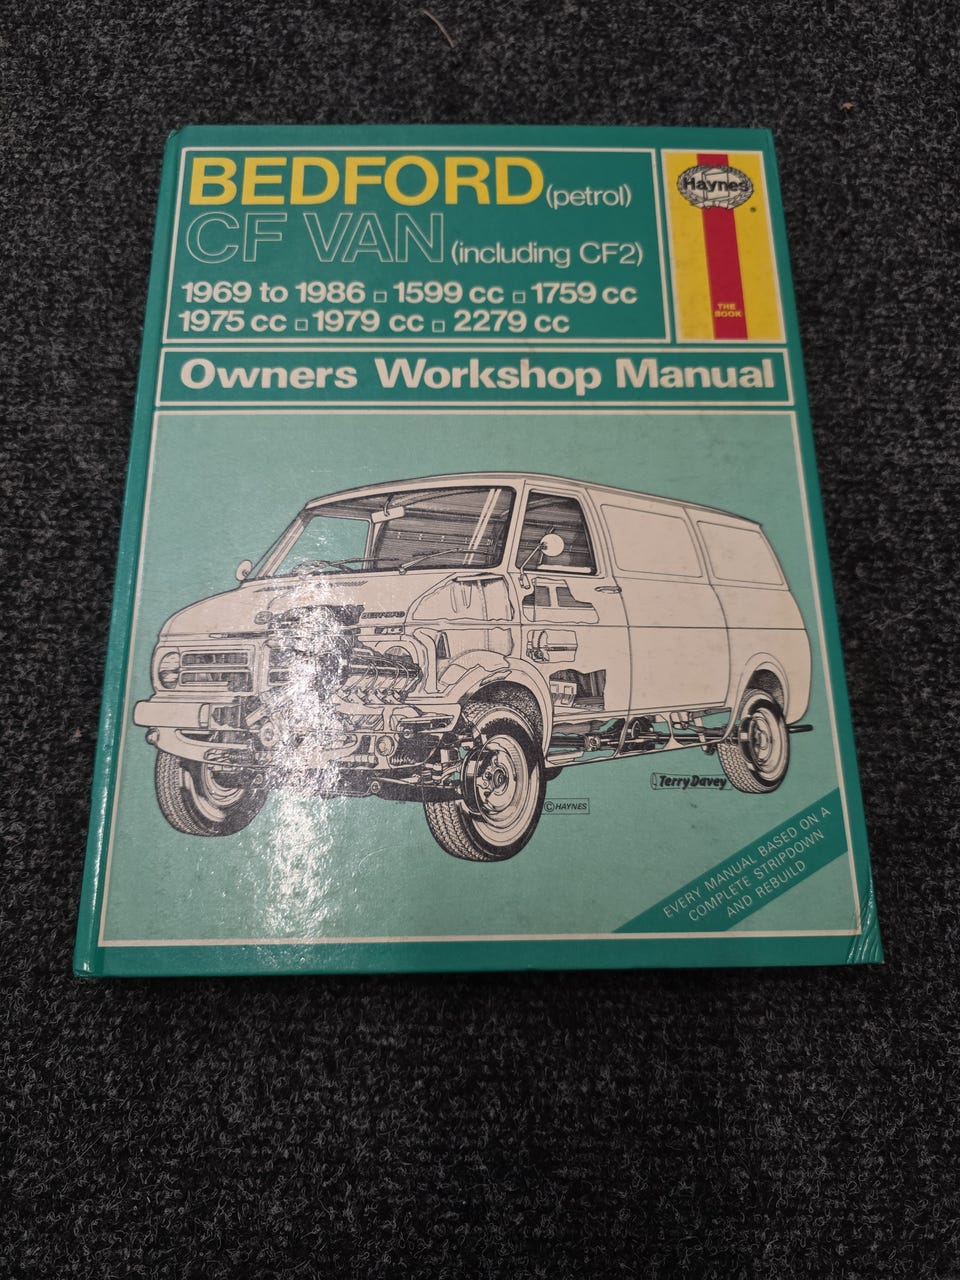 BEDFORD (petrol)
CF VAN (including CF2)
1969 to 1986 □ 1599 cc □ 1759 cc
1975 cc □ 1979 cc □ 2279 cc
Haynes
®
THE
BOOK
Owners Workshop Manual
BEDFORD
Terry Davey
© HAYNES
EVERY MANUAL BASED ON A
COMPLETE STRIPDOWN
AND REBUILD